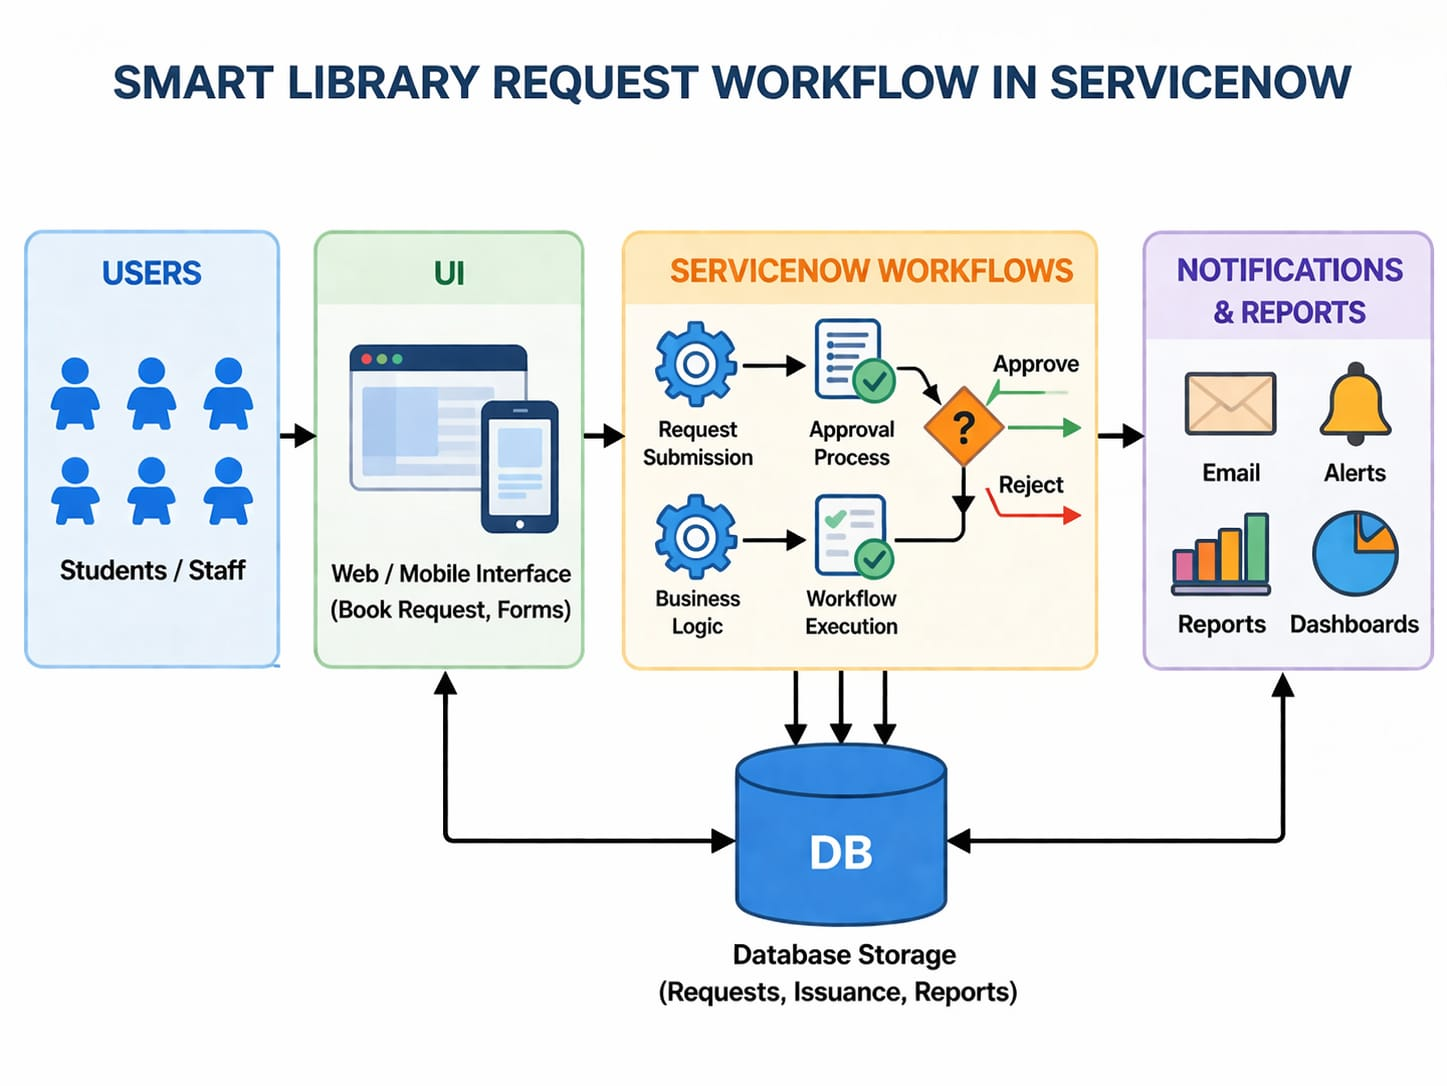 SMART LIBRARY REQUEST WORKFLOW IN SERVICENOW
USERS
Students / Staff
UI
Web / Mobile Interface
(Book Request, Forms)
SERVICENOW WORKFLOWS
Request
Submission
Approval
Process
?
Approve
Reject
Business
Logic
Workflow
Execution
NOTIFICATIONS
& REPORTS
Email
Alerts
Reports
Dashboards
DB
Database Storage
(Requests, Issuance, Reports)